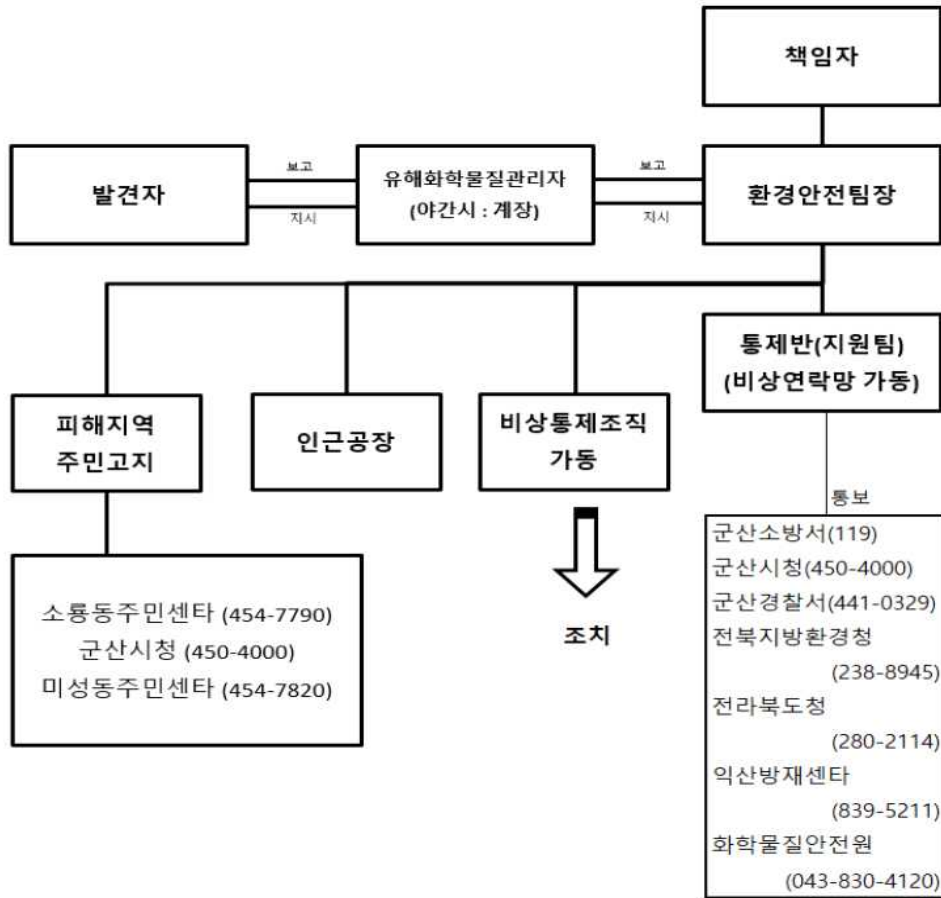 책임자
발견자
보고
지시
유해화학물질관리자
(야간시 : 계장)
보고
지시
환경안전팀장
피해지역
주민고지
인근공장
비상통제조직
가동
통제반(지원팀)
(비상연락망 가동)
소룡동주민센타 (454-7790)
군산시청 (450-4000)
미성동주민센타 (454-7820)
조치
통보
군산소방서(119)
군산시청(450-4000)
군산경찰서(441-0329)
전북지방환경청
(238-8945)
전라북도청
(280-2114)
익산방재센타
(839-5211)
화학물질안전원
(043-830-4120)